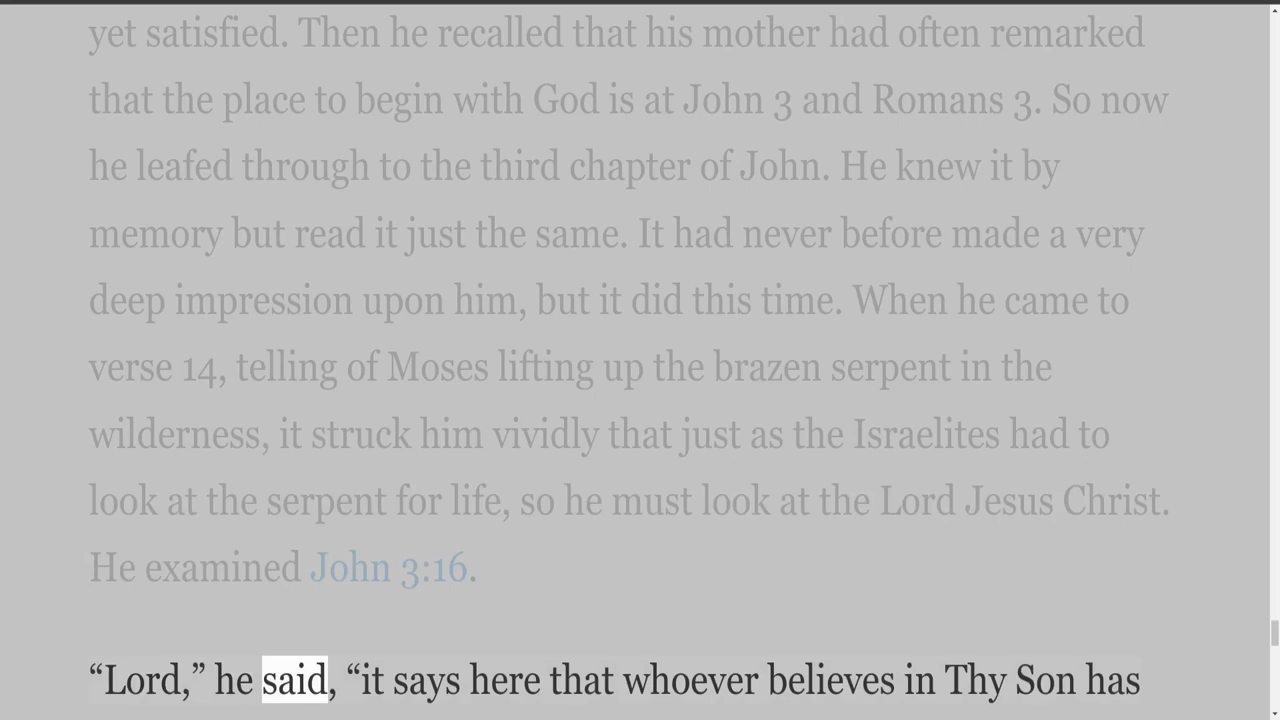 yet satisfied. Then he recalled that his mother had often remarked
that the place to begin with God is at John 3 and Romans 3. So now
he leafed through to the third chapter of John. He knew it by
memory but read it just the same. It had never before made a very
deep impression upon him, but it did this time. When he came to
verse 14, telling of Moses lifting up the brazen serpent in the
wilderness, it struck him vividly that just as the Israelites had to
look at the serpent for life, so he must look at the Lord Jesus Christ.
He examined John 3:16.
“Lord,” he said, “it says here that whoever believes in Thy Son has